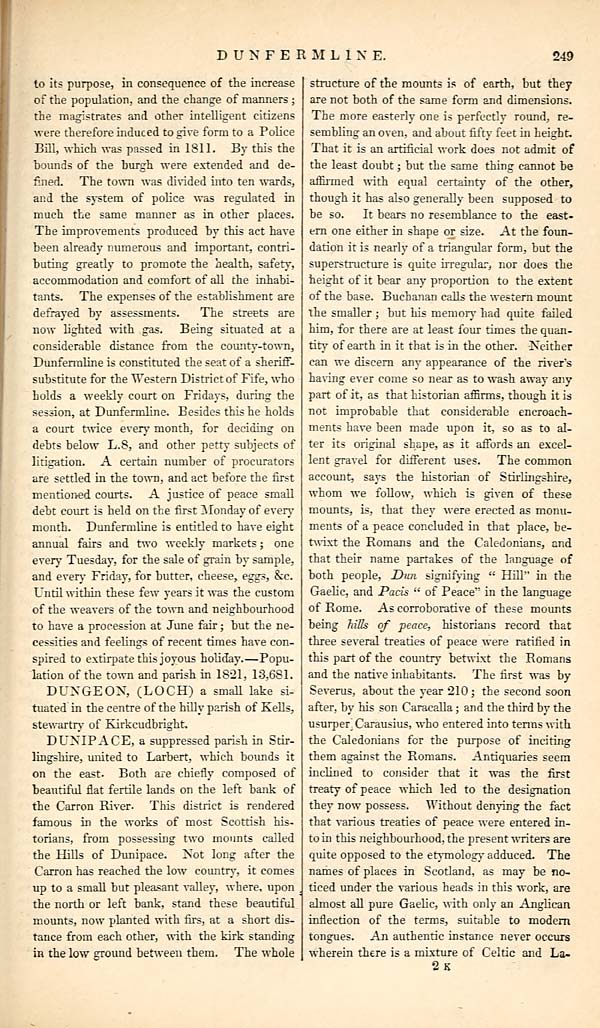 DUNFERMLINE.
249
to its purpose, in consequence of the increase
of the population, and the change of manners;
the magistrates and other intelligent citizens
were therefore induced to give form to a Police
Bill, which was passed in 1811. By this the
bounds of the burgh were extended and de-
fined. The town was divided into ten wards,
and the system of police was regulated in
much the same manner as in other places.
The improvements produced by this act have
been already numerous and important, contri-
buting greatly to promote the health, safety,
accommodation and comfort of all the inhabi-
tants. The expenses of the establishment are
defrayed by assessments. The streets are
now lighted with gas. Being situated at a
considerable distance from the county-town,
Dunfermline is constituted the seat of a sheriff-
substitute for the Western District of Fife, who
holds a weekly court on Fridays, during the
session, at Dunfermline. Besides this he holds
a court twice every month, for deciding on
debts below L.8, and other petty subjects of
litigation. A certain number of procurators
are settled in the town, and act before the first
mentioned courts. A justice of peace small
debt court is held on the first Monday of every
month. Dunfermline is entitled to have eight
annual fairs and two weekly markets; one
every Tuesday, for the sale of grain by sample,
and every Friday, for butter, cheese, eggs, &c.
Until within these few years it was the custom
of the weavers of the town and neighbourhood
to have a procession at June fair; but the ne-
cessities and feelings of recent times have con-
spired to extirpate this joyous holiday.—Popu-
lation of the town and parish in 1821, 13,681.
DUNGEON, (LOCH) a small lake si-
tuated in the centre of the hilly parish of Kells,
stewartry of Kirkcudbright.
DUNIPACE, a suppressed parish in Stir-
lingshire, united to Larbert, which bounds it
on the east. Both are chiefly composed of
beautiful flat fertile lands on the left bank of
the Carron River. This district is rendered
famous in the works of most Scottish his-
torians, from possessing two mounts called
the Hills of Dunipace. Not long after the
Carron has reached the low country, it comes
up to a small but pleasant valley, where, upon
the north or left bank, stand these beautiful
mounts, now planted with firs, at a short dis-
tance from each other, with the kirk standing
in the low ground between them. The whole
structure of the mounts is of earth, but they
are not both of the same form and dimensions.
The more easterly one is perfectly round, re-
sembling an oven, and about fifty feet in height.
That it is an artificial work does not admit of
the least doubt; but the same thing cannot be
affirmed with equal certainty of the other,
though it has also generally been supposed to
be so. It bears no resemblance to the east-
ern one either in shape or size. At the foun-
dation it is nearly of a triangular form, but the
superstructure is quite irregular, nor does the
height of it bear any proportion to the extent
of the base. Buchanan calls the western mount
the smaller; but his memory had quite failed
him, for there are at least four times the quan-
tity of earth in it that is in the other. Neither
can we discern any appearance of the river's
having ever come so near as to wash away any
part of it, as that historian affirms, though it is
not improbable that considerable encroach-
ments have been made upon it, so as to al-
ter its original shape, as it affords an excel-
lent gravel for different uses. The common
account, says the historian of Stirlingshire,
whom we follow, which is given of these
mounts, is, that they were erected as monu-
ments of a peace concluded in that place, be-
twixt the Romans and the Caledonians, and
that their name partakes of the language of
both people, Dun signifying " Hill" in the
Gaelic, and Pacis " of Peace" in the language
of Rome. As corroborative of these mounts
being hills of peace, historians record that
three several treaties of peace were ratified in
this part of the country betwixt the Romans
and the native inhabitants. The first was by
Severus, about the year 210; the second soon
after, by his son Caracalla; and the third by the
usurper Carausius, who entered into terms with
the Caledonians for the purpose of inciting
them against the Romans. Antiquaries seem
inclined to consider that it was the first
treaty of peace which led to the designation
they now possess. Without denying the fact
that various treaties of peace were entered in-
to in this neighbourhood, the present writers are
quite opposed to the etymology adduced. The
names of places in Scotland, as may be no-
ticed under the various heads in this work, are
almost all pure Gaelic, with only an Anglican
inflection of the terms, suitable to modern
tongues. An authentic instance never occurs
wherein there is a mixture of Celtic and La-
2 K